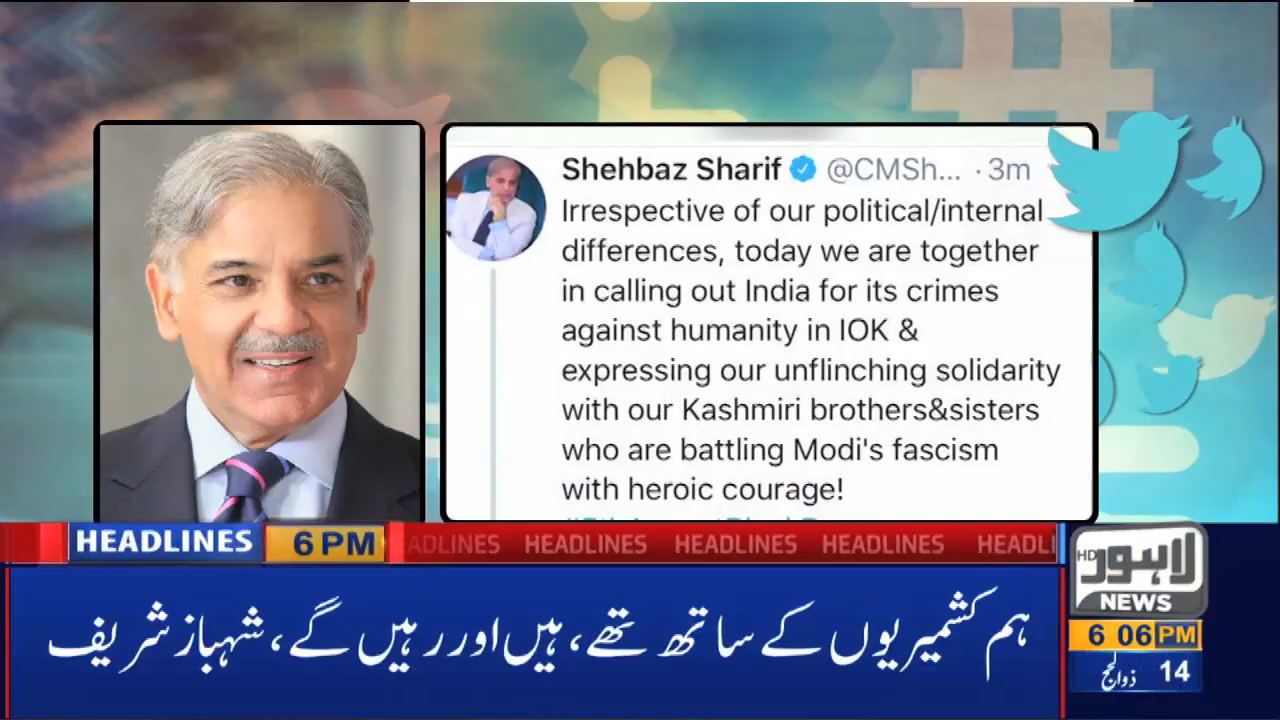 Shehbaz Sharif @CMSh... · 3m
Irrespective of our political/internal
differences, today we are together
in calling out India for its crimes
against humanity in IOK &
expressing our unflinching solidarity
with our Kashmiri brothers&sisters
who are battling Modi's fascism
with heroic courage!
HEADLINES 6 PM ADLINES HEADLINES HEADLINES HEADLINES HEADLI
ہم کشمیریوں کے ساتھ تھے، ہیں اور رہیں گے، شہباز شریف
HD لاہور
NEWS
6 06 PM
14 ذوالحج